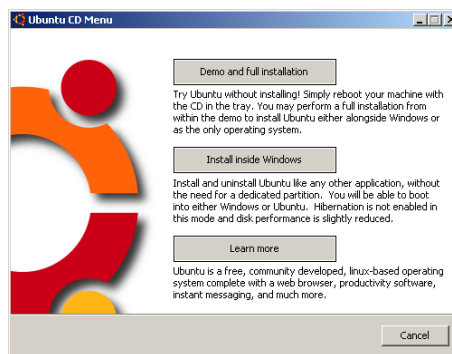 Ubuntu CD Menu
Demo and full installation
Try Ubuntu without installing! Simply reboot your machine with
the CD in the tray. You may perform a full installation from
within the demo to install Ubuntu either alongside Windows or
as the only operating system.
Install inside Windows
Install and uninstall Ubuntu like any other application, without
the need for a dedicated partition. You will be able to boot
into either Windows or Ubuntu. Hibernation is not enabled in
this mode and disk performance is slightly reduced.
Learn more
Ubuntu is a free, community developed, linux-based operating
system complete with a web browser, productivity software,
instant messaging, and much more.
Cancel